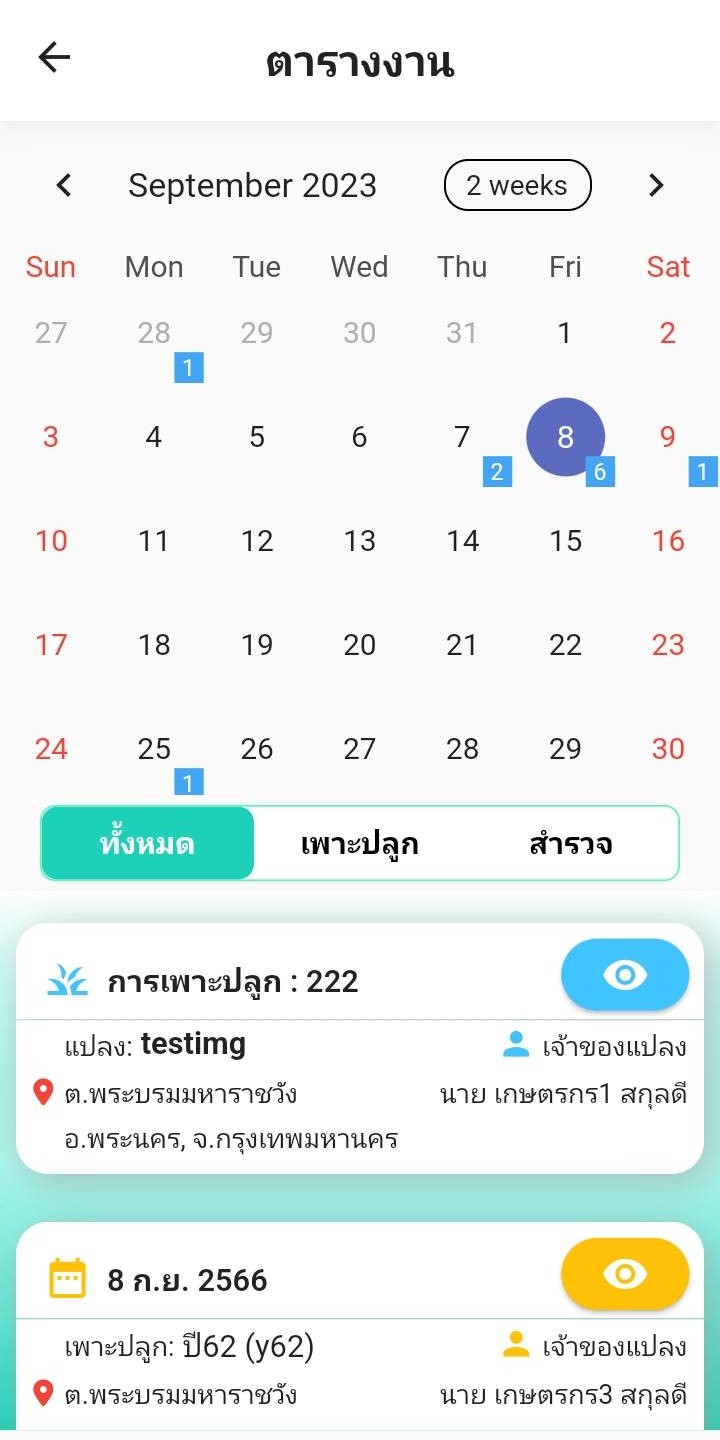 ตารางงาน
September 2023 2 weeks
Sun Mon Tue Wed Thu Fri Sat
27 28 29 30 31 1 2
1
3 4 5 6 7 8 9
2 6 1
10 11 12 13 14 15 16
17 18 19 20 21 22 23
24 25 26 27 28 29 30
1
ทั้งหมด เพาะปลูก สำรวจ
การเพาะปลูก : 222
แปลง: testimg เจ้าของแปลง
ต.พระบรมมหาราชวัง นาย เกษตรกร1 สกุลดี
อ.พระนคร, จ.กรุงเทพมหานคร
8 ก.ย. 2566
เพาะปลูก: ปี62 (y62) เจ้าของแปลง
ต.พระบรมมหาราชวัง นาย เกษตรกร3 สกุลดี